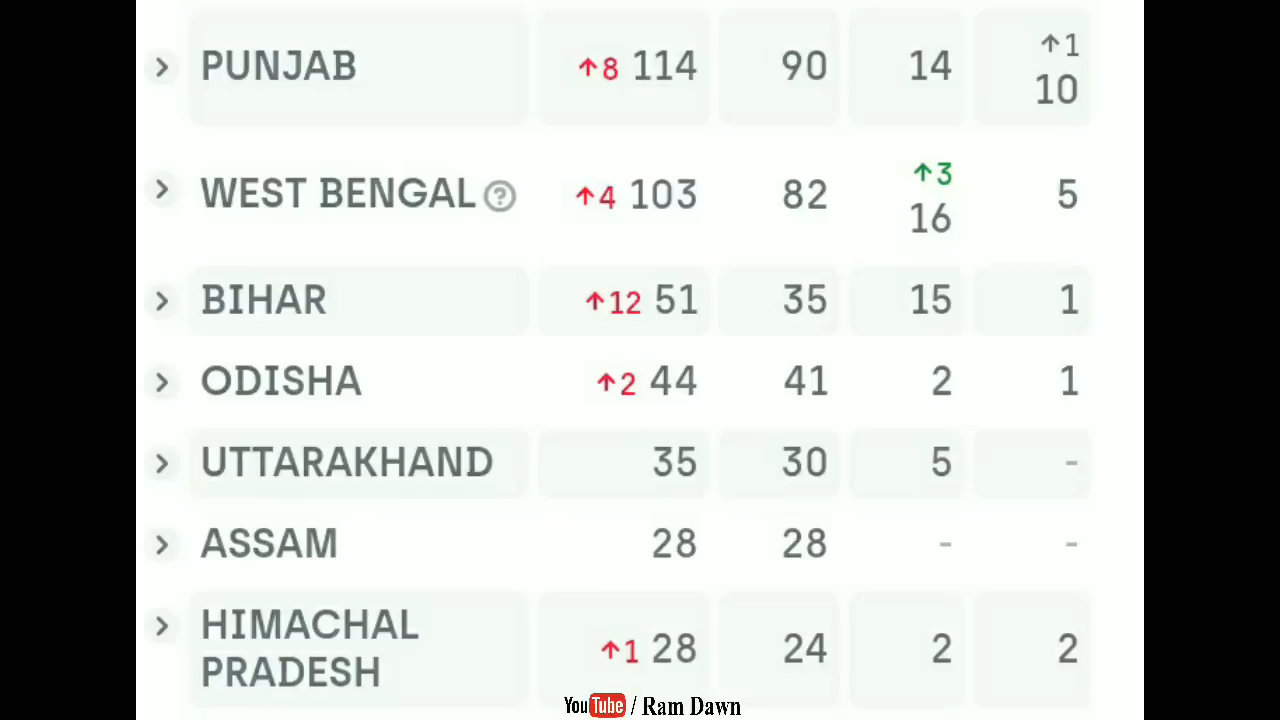 PUNJAB ↑8 114 90 14 ↑1 10
WEST BENGAL ? ↑4 103 82 ↑3 16 5
BIHAR ↑12 51 35 15 1
ODISHA ↑2 44 41 2 1
UTTARAKHAND 35 30 5 -
ASSAM 28 28 - -
HIMACHAL
PRADESH ↑1 28 24 2 2
YouTube / Ram Dawn